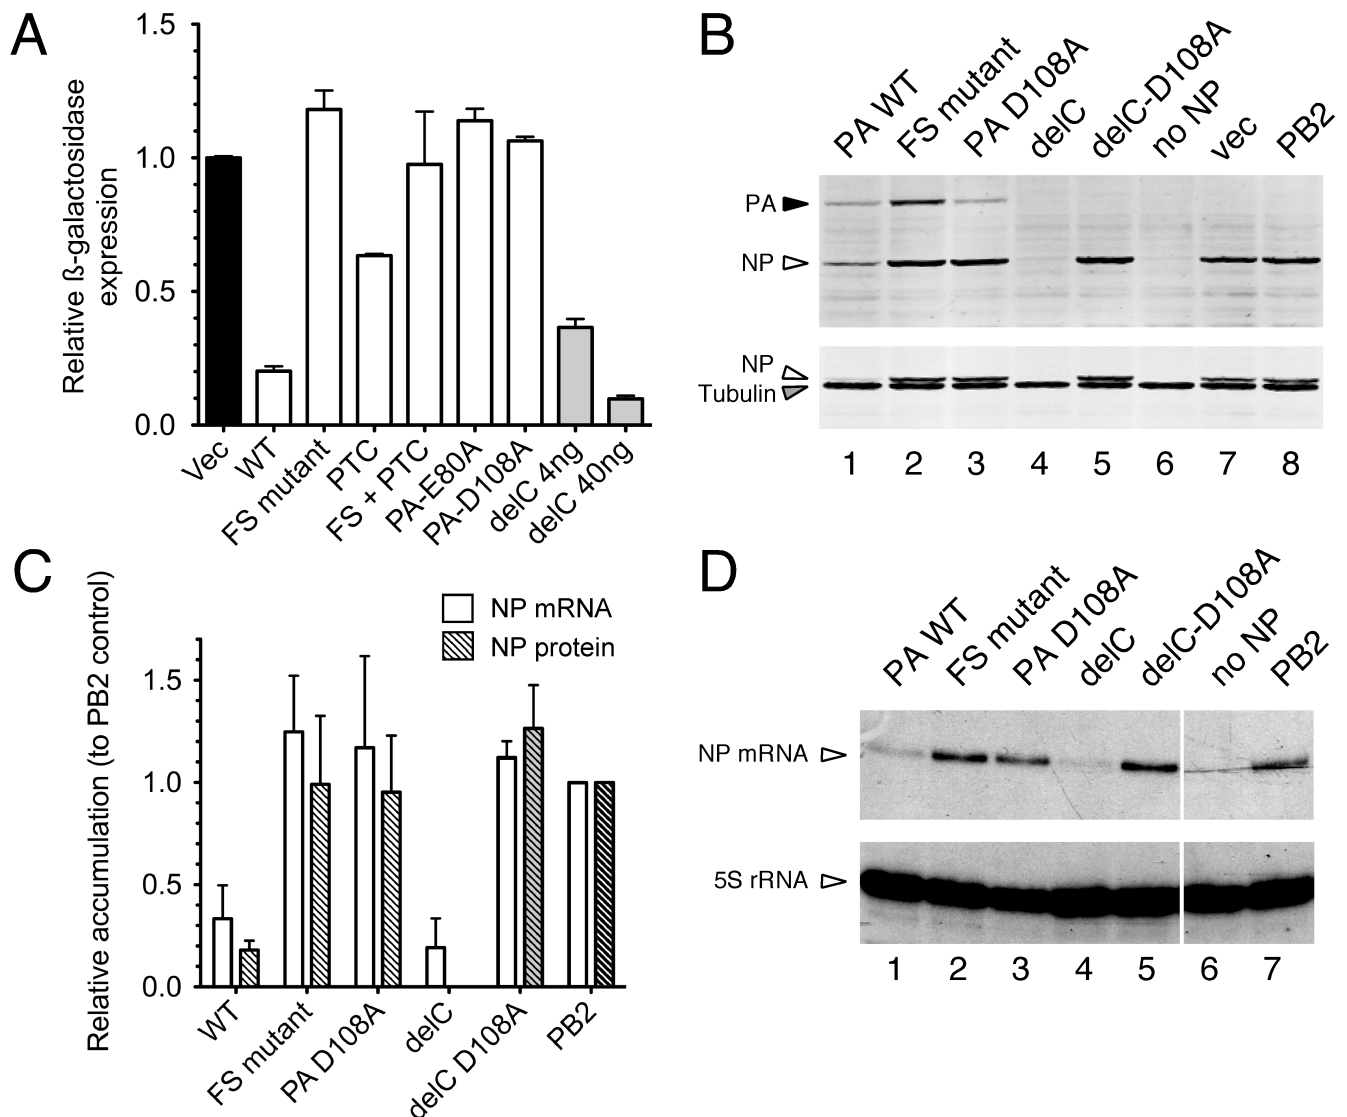 A
Relative ß-galactosidase
expression
1.5
1.0
0.5
0.0
Vec
WT
FS mutant
PTC
FS + PTC
PA-E80A
PA-D108A
delC 4ng
delC 40ng
B
PA WT
FS mutant
PA D108A
delC
delC-D108A
no NP
vec
PB2
PA
NP
NP
Tubulin
1 2 3 4 5 6 7 8
C
Relative accumulation (to PB2 control)
NP mRNA
NP protein
1.5
1.0
0.5
0.0
WT
FS mutant
PA D108A
delC
delC D108A
PB2
D
PA WT
FS mutant
PA D108A
delC
delC-D108A
no NP
PB2
NP mRNA
5S rRNA
1 2 3 4 5 6 7